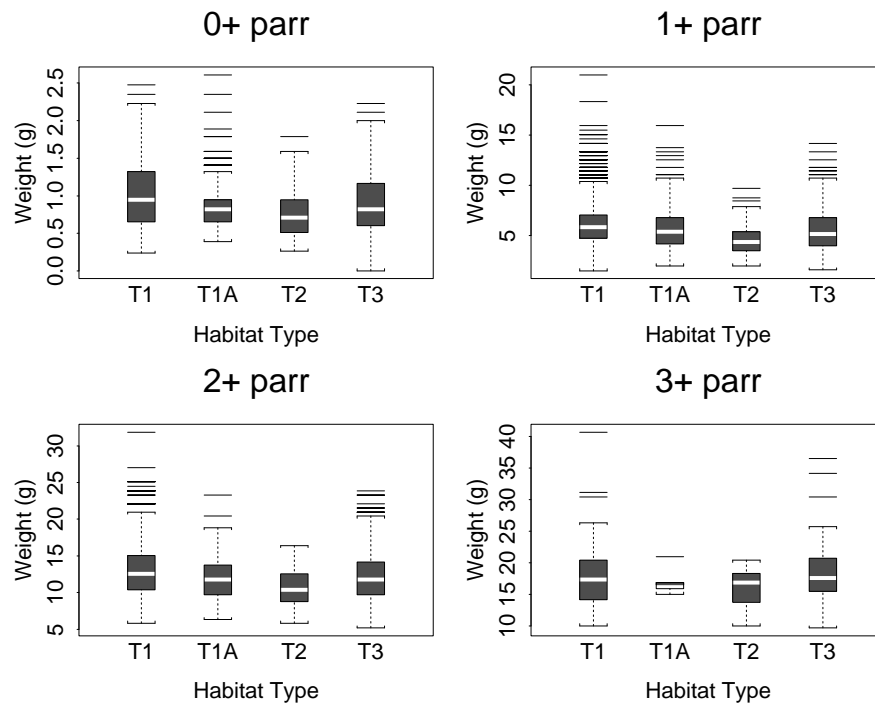 0+ parr
Weight (g)
2.5
2.0
1.5
1.0
0.5
0.0
T1 T1A T2 T3
Habitat Type
1+ parr
Weight (g)
20
15
10
5
T1 T1A T2 T3
Habitat Type
2+ parr
Weight (g)
30
25
20
15
10
5
T1 T1A T2 T3
Habitat Type
3+ parr
Weight (g)
40
35
30
25
20
15
10
T1 T1A T2 T3
Habitat Type